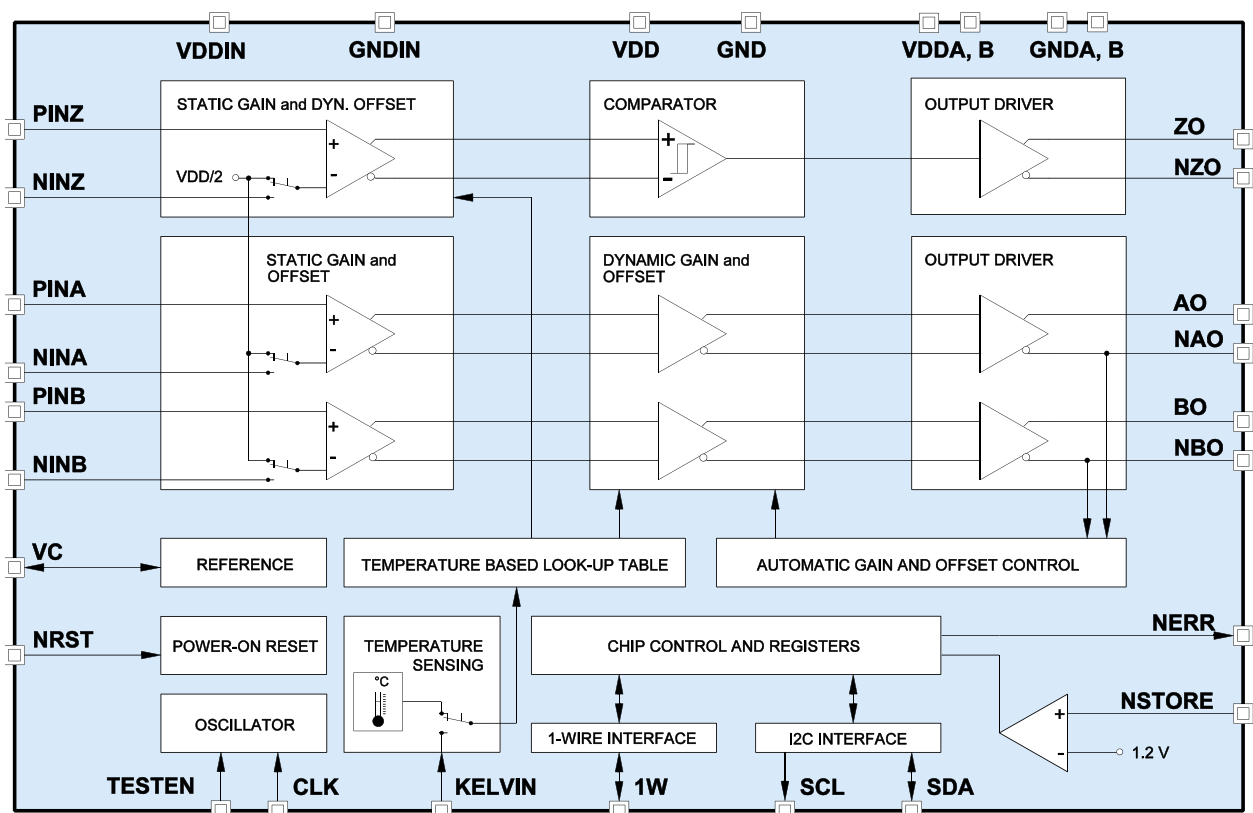 VDDIN
GNDIN
VDD
GND
VDDA, B
GNDA, B
PINZ
NINZ
STATIC GAIN and DYN. OFFSET
+
-
VDD/2
COMPARATOR
+
-
OUTPUT DRIVER
ZO
NZO
PINA
NINA
PINB
NINB
STATIC GAIN and
OFFSET
+
-
+
-
DYNAMIC GAIN and
OFFSET
OUTPUT DRIVER
AO
NAO
BO
NBO
VC
REFERENCE
TEMPERATURE BASED LOOK-UP TABLE
AUTOMATIC GAIN AND OFFSET CONTROL
NRST
POWER-ON RESET
TEMPERATURE
SENSING
°C
CHIP CONTROL AND REGISTERS
NERR
OSCILLATOR
1-WIRE INTERFACE
I2C INTERFACE
+
-
NSTORE
1.2 V
TESTEN
CLK
KELVIN
1W
SCL
SDA